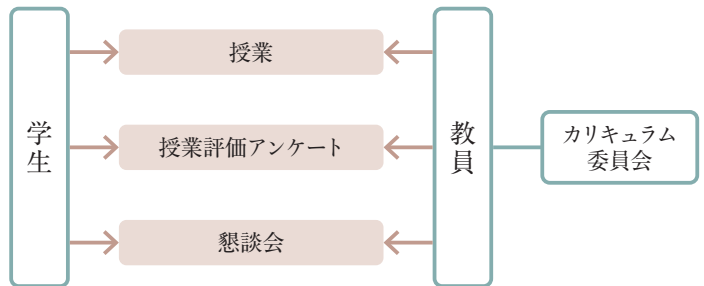 学生
授業
授業評価アンケート
懇談会
教員
カリキュラム
委員会